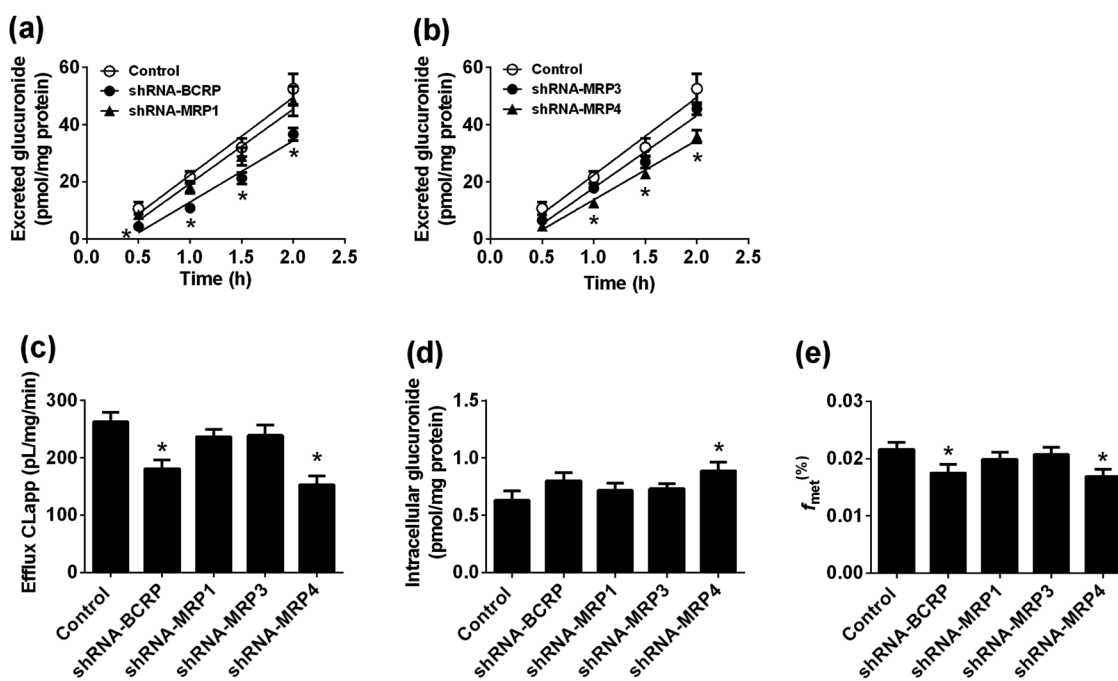 (a)
Control
shRNA-BCRP
shRNA-MRP1
Excreted glucuronide
(pmol/mg protein)
60
40
20
0
*
*
*
*
0.0 0.5 1.0 1.5 2.0 2.5
Time (h)
(b)
Control
shRNA-MRP3
shRNA-MRP4
Excreted glucuronide
(pmol/mg protein)
60
40
20
0
*
*
*
0.0 0.5 1.0 1.5 2.0 2.5
Time (h)
(c)
Efflux CLapp (pL/mg/min)
300
200
100
0
*
*
Control
shRNA-BCRP
shRNA-MRP1
shRNA-MRP3
shRNA-MRP4
(d)
Intracellular glucuronide
(pmol/mg protein)
1.5
1.0
0.5
0.0
*
Control
shRNA-BCRP
shRNA-MRP1
shRNA-MRP3
shRNA-MRP4
(e)
fmet(%)
0.03
0.02
0.01
0.00
*
*
Control
shRNA-BCRP
shRNA-MRP1
shRNA-MRP3
shRNA-MRP4